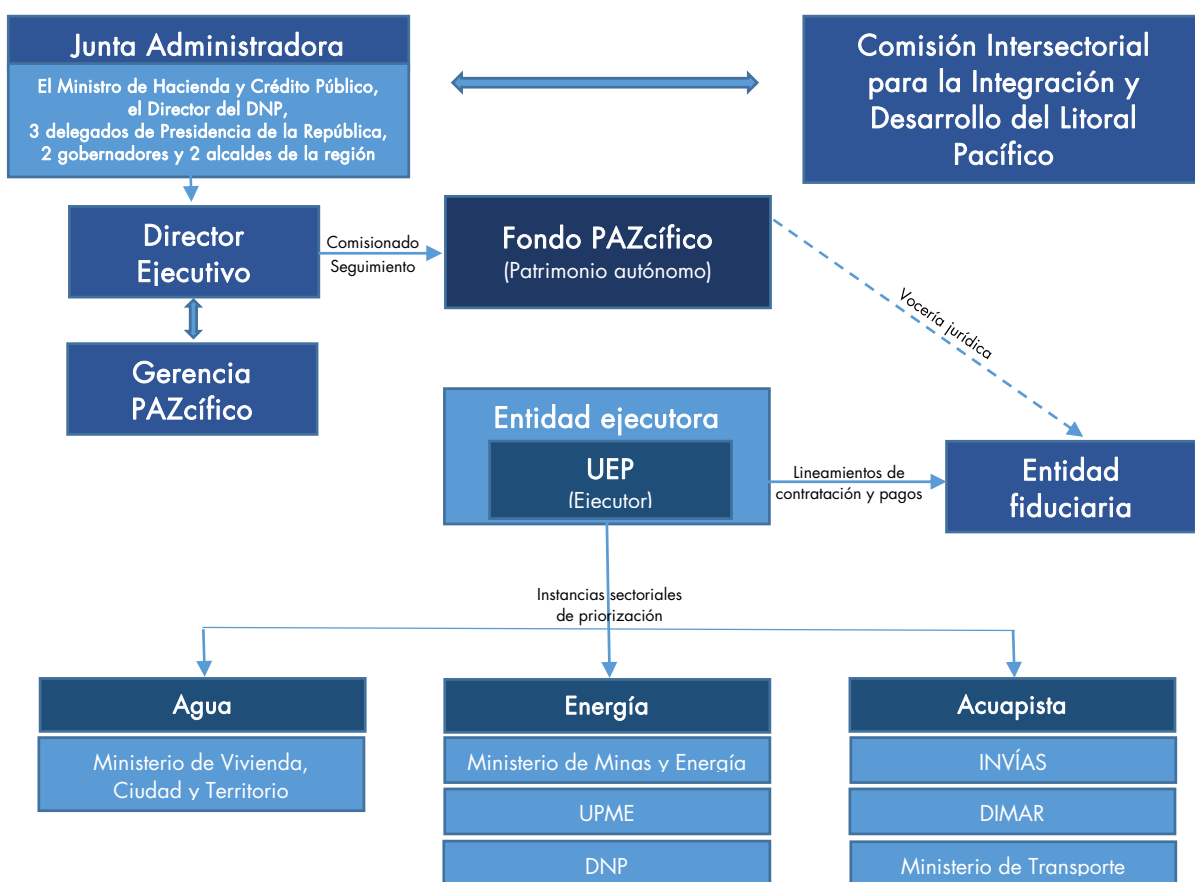 Junta Administradora
El Ministro de Hacienda y Crédito Público,
el Director del DNP,
3 delegados de Presidencia de la República,
2 gobernadores y 2 alcaldes de la región
Comisión Intersectorial
para la Integración y
Desarrollo del Litoral
Pacífico
Director
Ejecutivo
Comisionado
Seguimiento
Fondo PAZcífico
(Patrimonio autónomo)
Vocería jurídica
Gerencia
PAZcífico
Entidad ejecutora
UEP
(Ejecutor)
Lineamientos de
contratación y pagos
Entidad
fiduciaria
Instancias sectoriales
de priorización
Agua
Ministerio de Vivienda,
Ciudad y Territorio
Energía
Ministerio de Minas y Energía
UPME
DNP
Acuapista
INVÍAS
DIMAR
Ministerio de Transporte